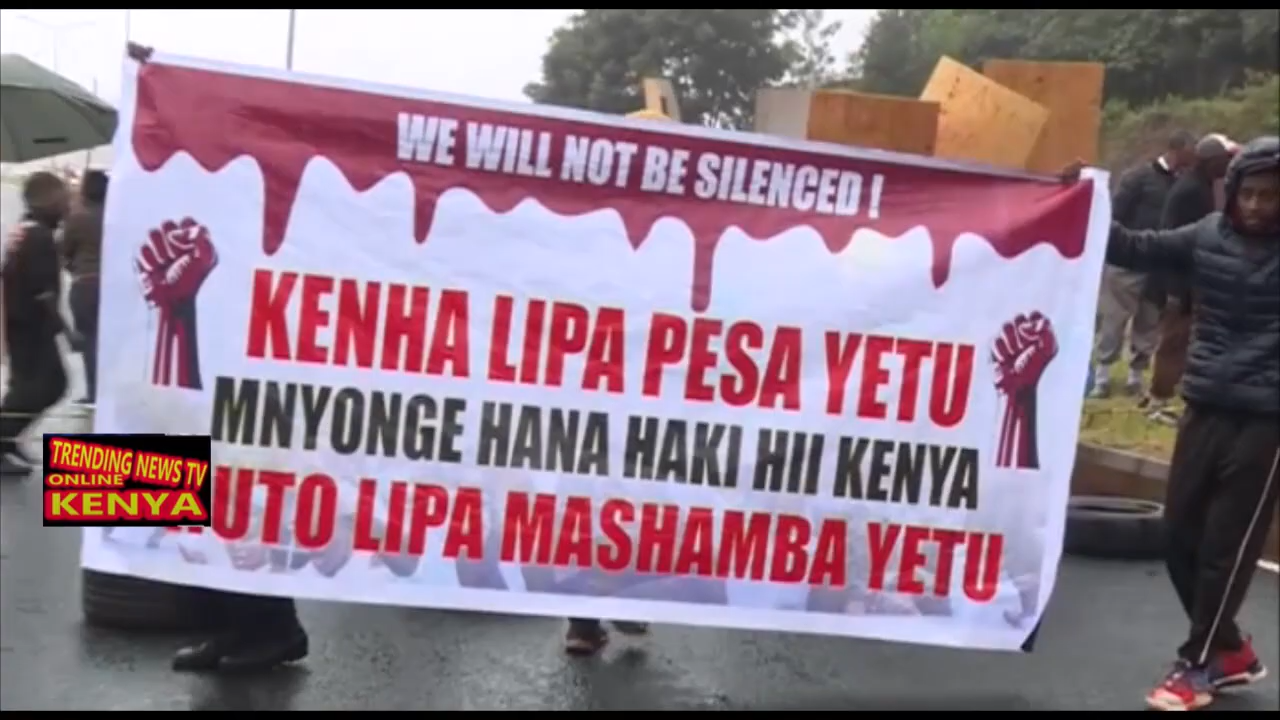 WE WILL NOT BE SILENCED !
KENHA LIPA PESA YETU
MNYONGE HANA HAKI HII KENYA
LIPA MASHAMBA YETU
TRENDING NEWS TV
ONLINE
KENYA